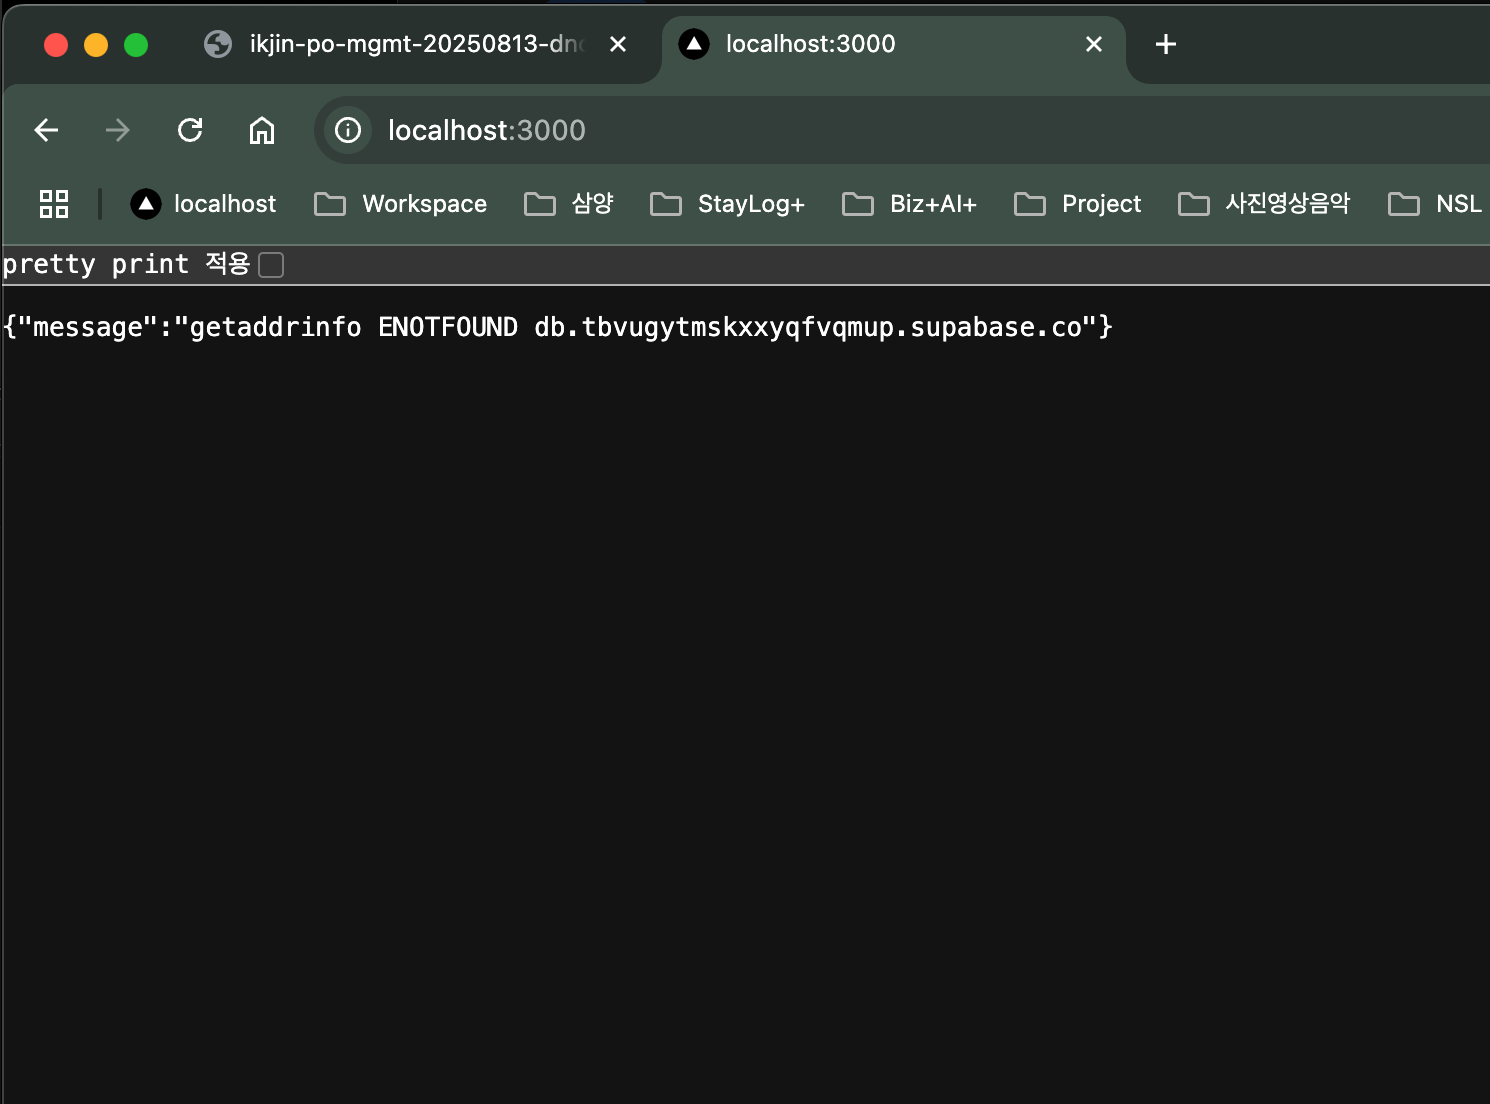 ikjin-po-mgmt-20250813-dn
localhost:3000
localhost:3000
localhost
Workspace
삼양
StayLog+
Biz+AI+
Project
사진영상음악
NSL
pretty print 적용
{"message":"getaddrinfo ENOTFOUND db.tbvugytmskxxyqfvqmup.supabase.co"}